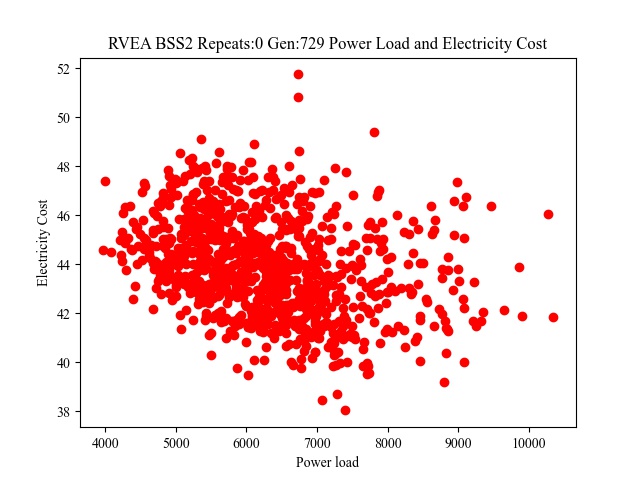 RVEA BSS2 Repeats:0 Gen:729 Power Load and Electricity Cost
52
50
48
46
44
42
40
38
Electricity Cost
4000 5000 6000 7000 8000 9000 10000
Power load